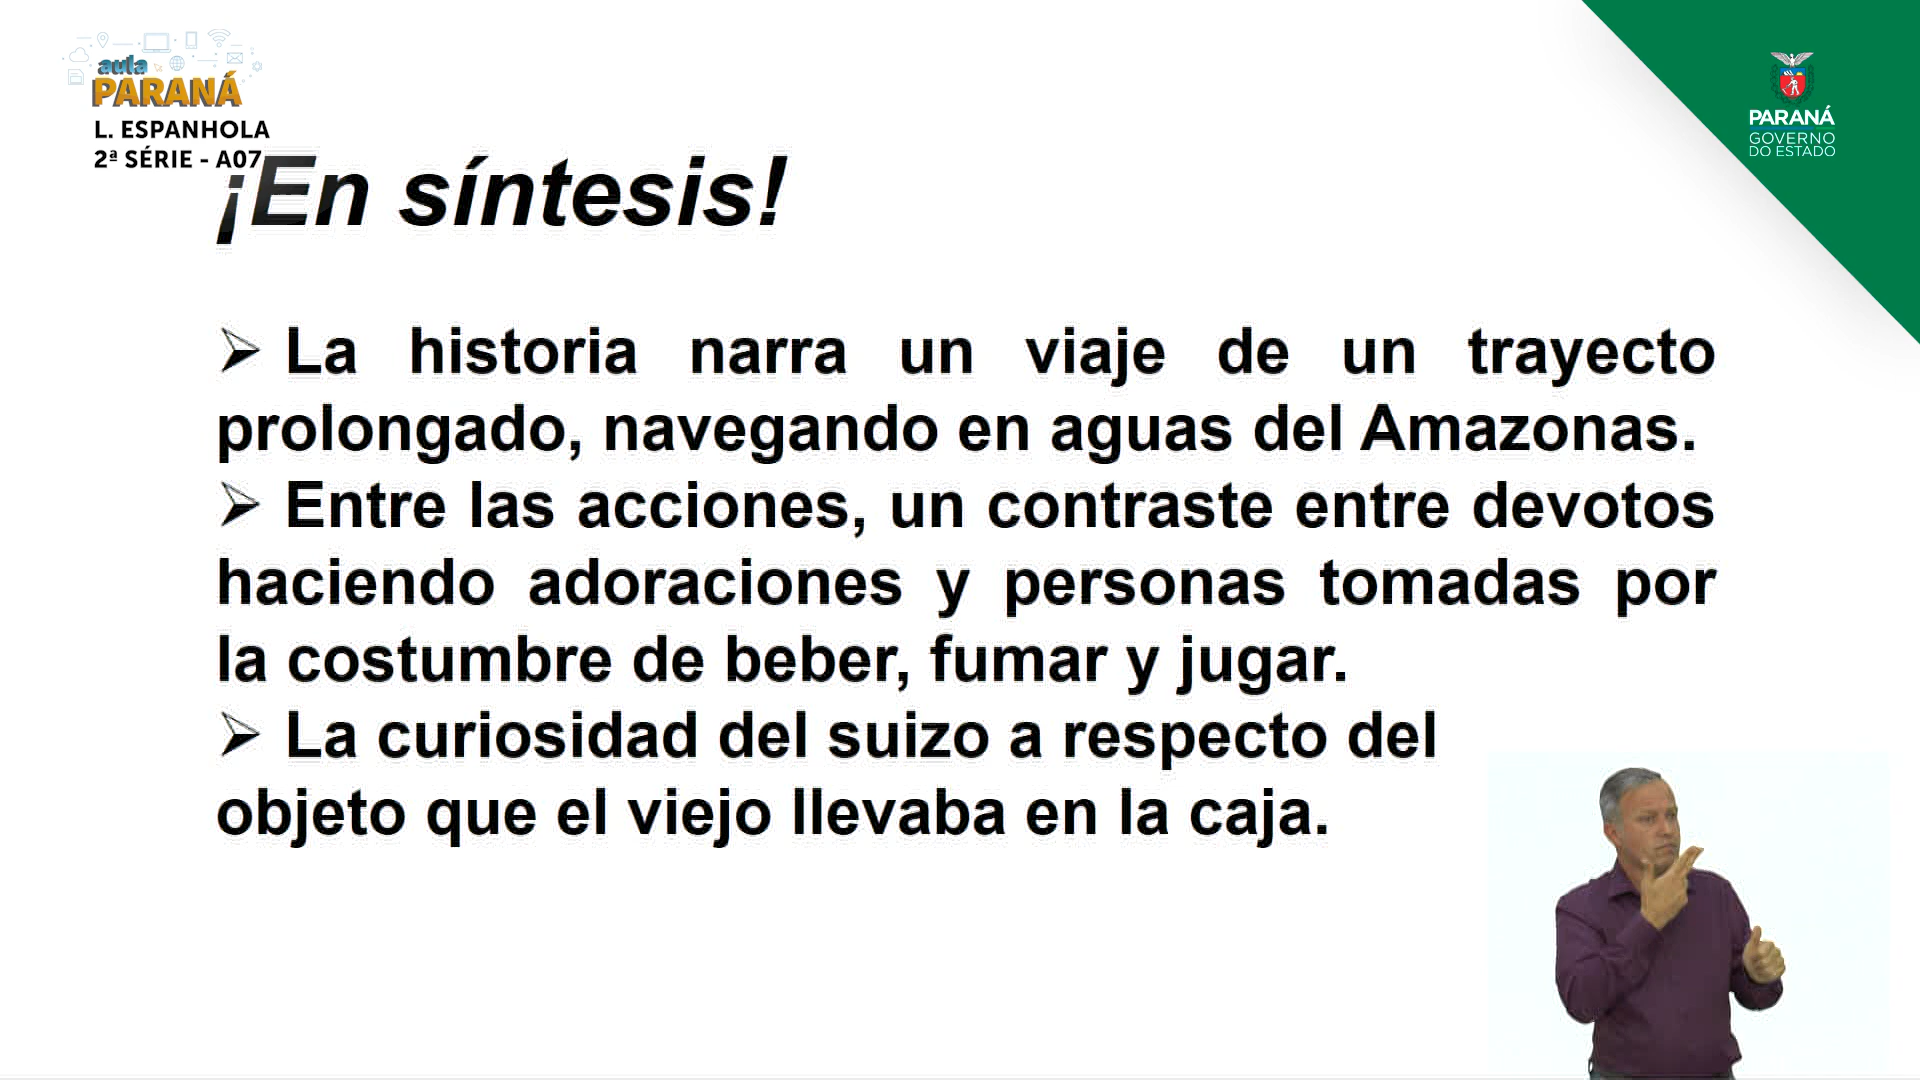 aula
PARANÁ
L. ESPANHOLA
2ª SÉRIE - A07
PARANÁ
GOVERNO
DO ESTADO
¡En síntesis!
➢ La historia narra un viaje de un trayecto
prolongado, navegando en aguas del Amazonas.
➢ Entre las acciones, un contraste entre devotos
haciendo adoraciones y personas tomadas por
la costumbre de beber, fumar y jugar.
➢ La curiosidad del suizo a respecto del
objeto que el viejo llevaba en la caja.